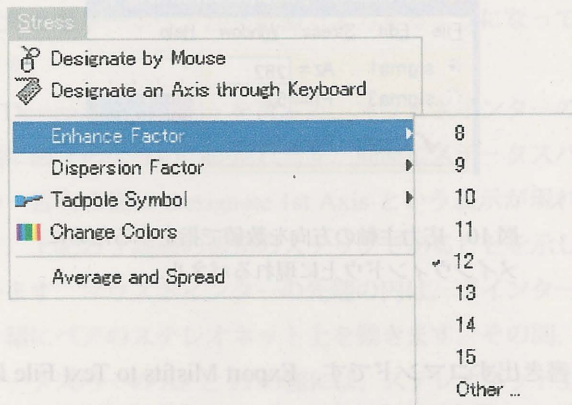 Stress
Designate by Mouse
Designate an Axis through Keyboard
Enhance Factor
Dispersion Factor
Tadpole Symbol
Change Colors
Average and Spread
8
9
10
11
12
13
14
15
Other ...